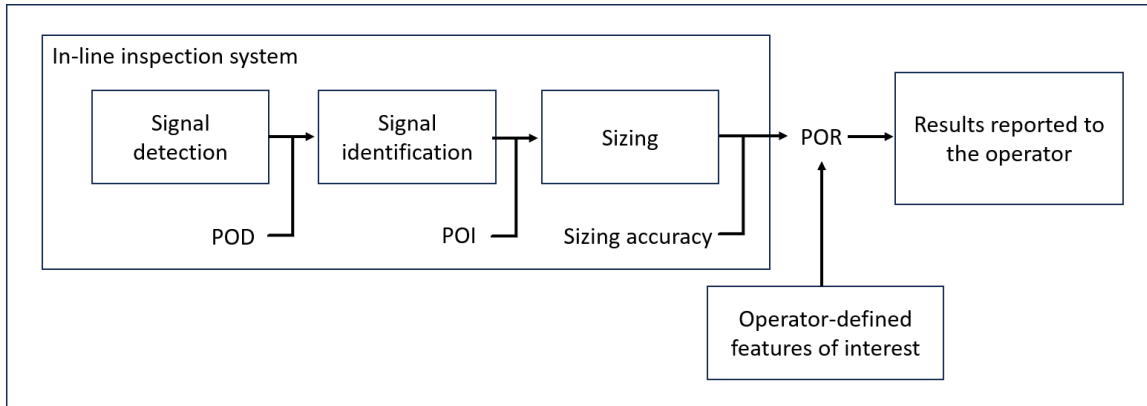 In-line inspection system
Signal
detection
Signal
identification
Sizing
POR
Results reported to
the operator
POD
POI
Sizing accuracy
Operator-defined
features of interest